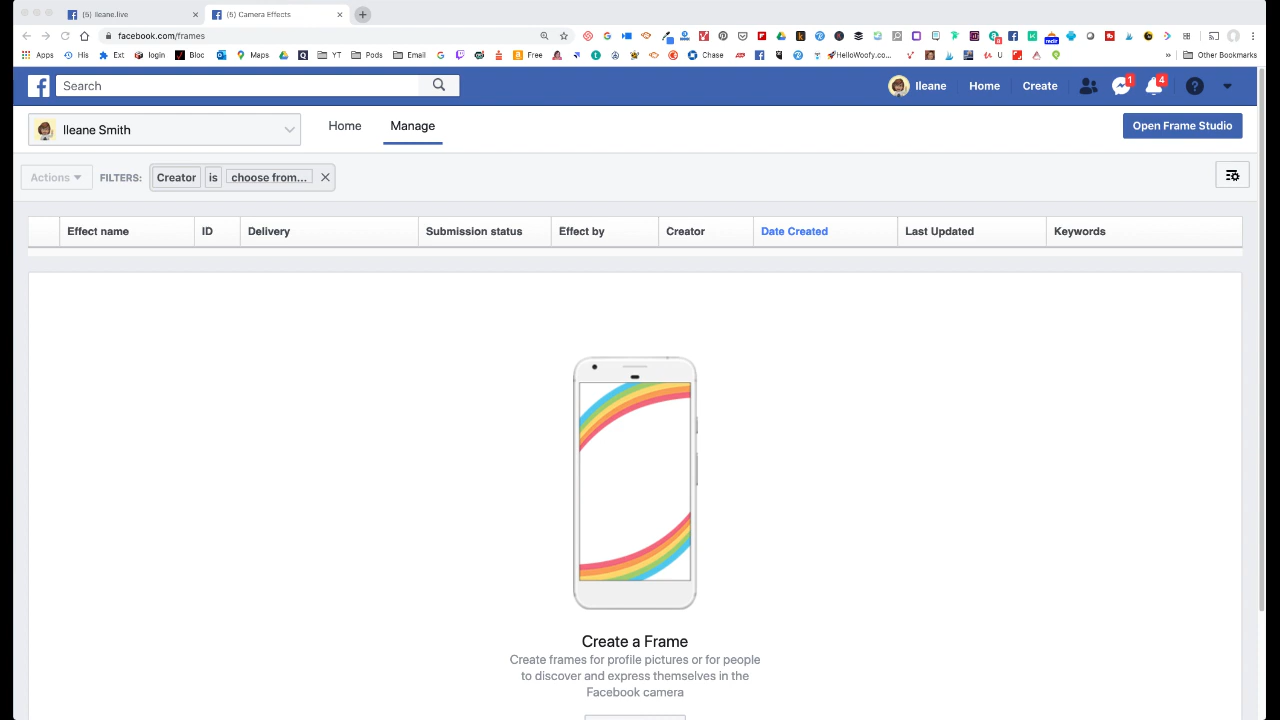 (5) Ileane.live
(5) Camera Effects
facebook.com/frames
Apps His Ext login Bloc Maps YT Pods Email Free Chase HelloWoofy.co... U » Other Bookmarks
Search
Ileane Home Create 1 4
Ileane Smith Home Manage Open Frame Studio
Actions FILTERS: Creator is choose from...
Effect name ID Delivery Submission status Effect by Creator Date Created Last Updated Keywords
Create a Frame
Create frames for profile pictures or for people
to discover and express themselves in the
Facebook camera